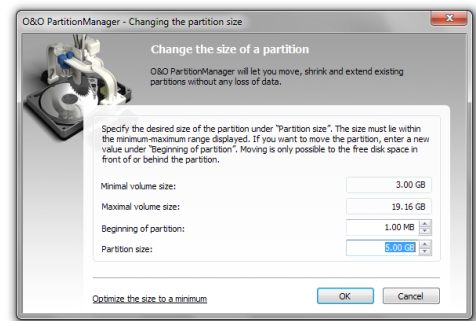 O&O PartitionManager - Changing the partition size
Change the size of a partition
O&O PartitionManager will let you move, shrink and extend existing
partitions without any loss of data.
Specify the desired size of the partition under "Partition size". The size must lie within
the minimum-maximum range displayed. If you want to move the partition, enter a new
value under "Beginning of partition". Moving is only possible to the free disk space in
front of or behind the partition.
Minimal volume size: 3.00 GB
Maximal volume size: 19.16 GB
Beginning of partition: 1.00 MB
Partition size: 5.00 GB
Optimize the size to a minimum OK Cancel